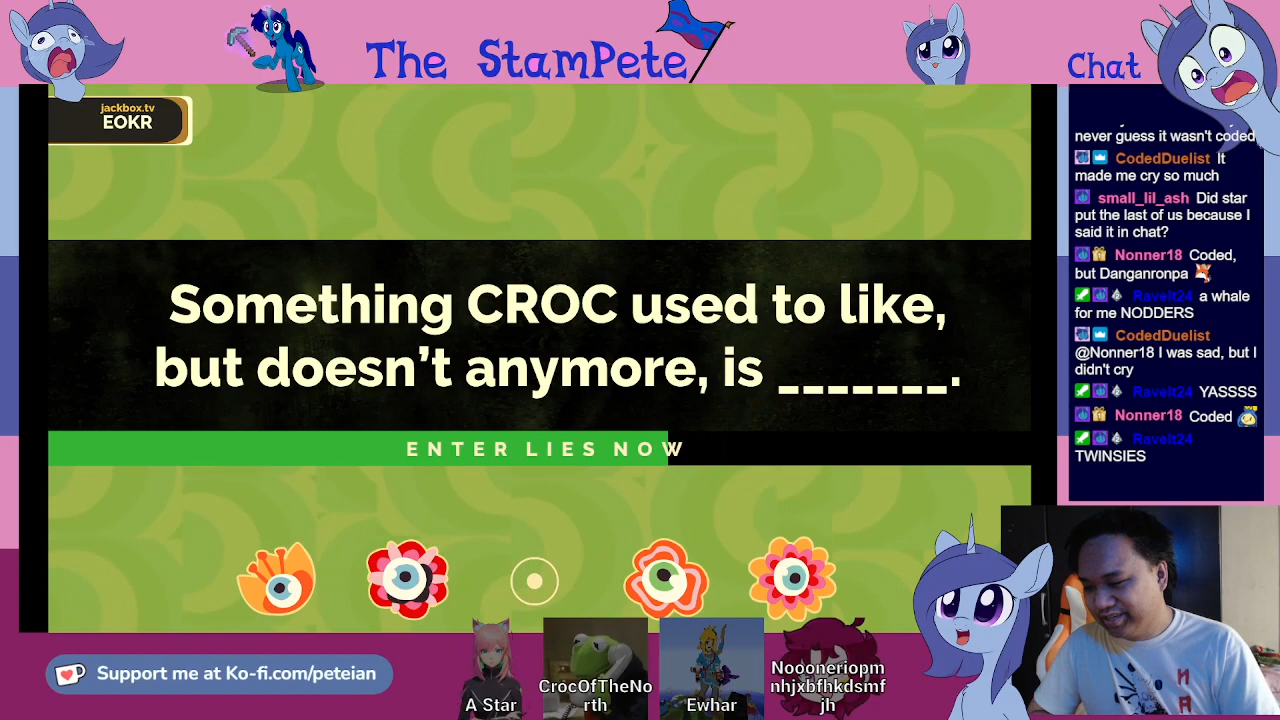 The StamPete
Chat
jackbox.tv
EOKR
Something CROC used to like,
but doesn't anymore, is _______.
ENTER LIES NOW
never guess it wasn't coded
CodedDuelist It
made me cry so much
small_lil_ash Did star
put the last of us because I
said it in chat?
Nonner18 Coded,
but Danganronpa
RaveIt24 a whale
for me NODDERS
CodedDuelist
@Nonner18 I was sad, but I
didn't cry
RaveIt24 YASSSS
Nonner18 Coded
RaveIt24
TWINSIES
Support me at Ko-fi.com/peteian
A Star
CrocOfTheNo
rth
Ewhar
Noooneriopm
nhjxbfhkdsmf
jh